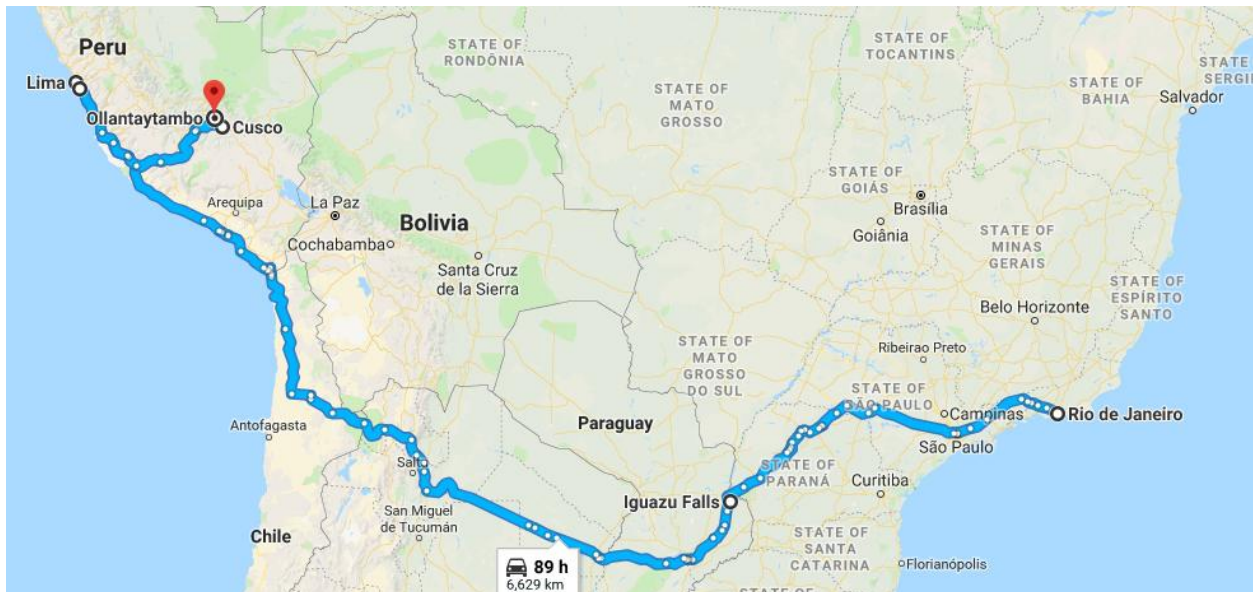 Peru
STATE OF
RONDÔNIA
STATE OF
TOCANTINS
STATE
SERGI
Lima
STATE OF
MATO
GROSSO
STATE OF
BAHIA
Salvador
Ollantaytambo
Cusco
STATE OF
GOIÁS
Brasília
Arequipa
La Paz
Bolivia
Goiânia
STATE OF
MINAS
GERAIS
Cochabamba
Santa Cruz
de la Sierra
STATE OF
ESPÍRITO
SANTO
Belo Horizonte
STATE OF
MATO
GROSSO
DO SUL
Ribeirao Preto
STATE OF
SÃO PAULO
Campinas
Rio de Janeiro
Antofagasta
Paraguay
São Paulo
Salta
STATE OF
PARANÁ
Curitiba
Iguazu Falls
San Miguel
de Tucumán
Chile
STATE OF
SANTA
CATARINA
89 h
6,629 km
Florianópolis
STATE OF